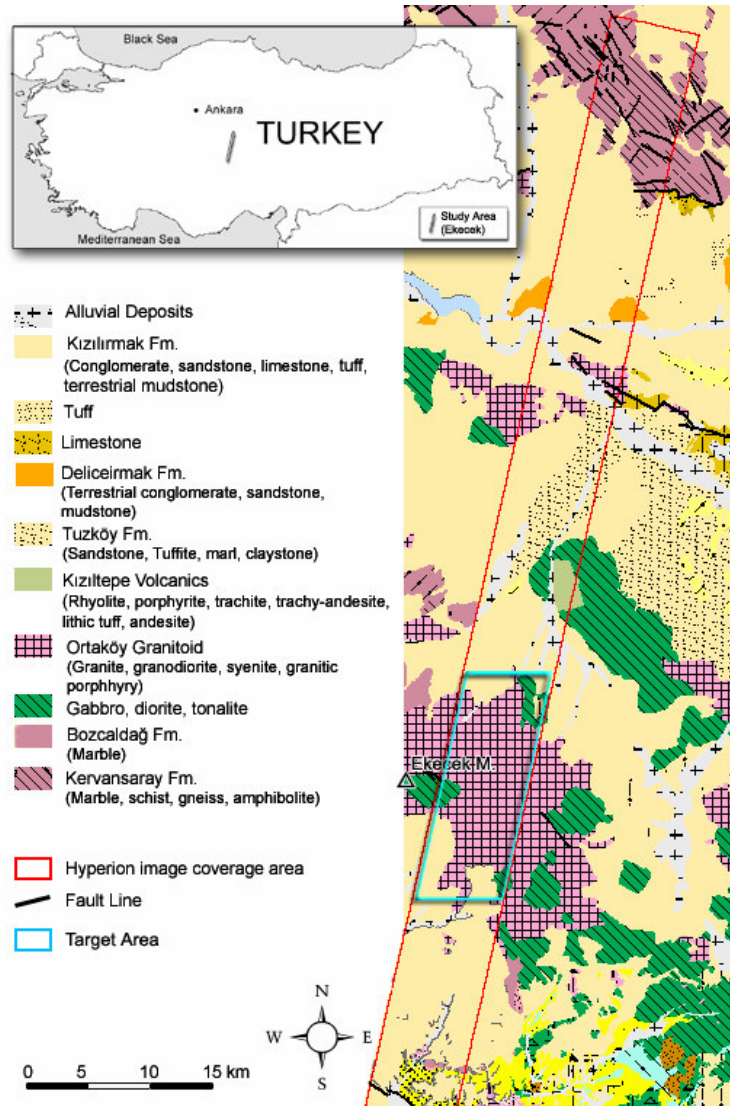 Black Sea
Ankara
TURKEY
Mediterranean Sea
Study Area
(Ekecek)
Alluvial Deposits
Kızılırmak Fm.
(Conglomerate, sandstone, limestone, tuff,
terrestrial mudstone)
Tuff
Limestone
Deliceirmak Fm.
(Terrestrial conglomerate, sandstone,
mudstone)
Tuzköy Fm.
(Sandstone, Tuffite, marl, claystone)
Kızıltepe Volcanics
(Rhyolite, porphyrite, trachite, trachy-andesite,
lithic tuff, andesite)
Ortaköy Granitoid
(Granite, granodiorite, syenite, granitic
porphhyry)
Gabbro, diorite, tonalite
Bozcaldağ Fm.
(Marble)
Kervansaray Fm.
(Marble, schist, gneiss, amphibolite)
Ekecek M.
Hyperion image coverage area
Fault Line
Target Area
N
W E
S
0 5 10 15 km